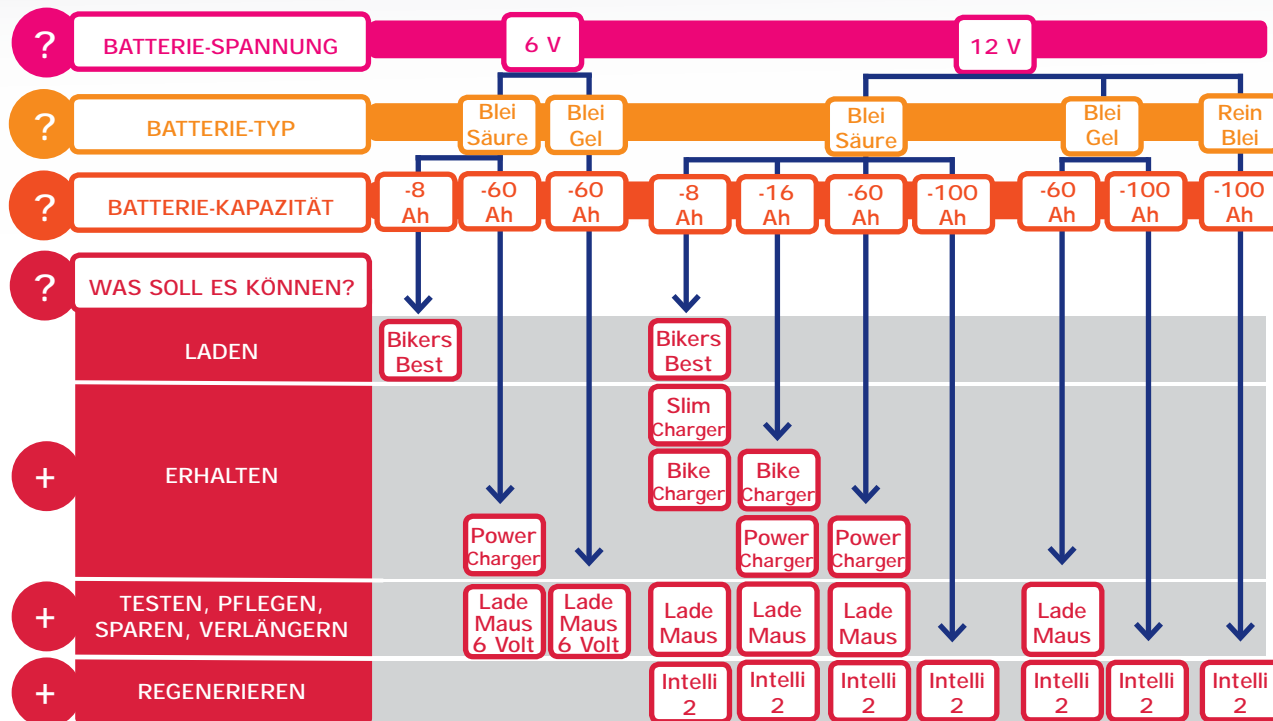 ?
BATTERIE-SPANNUNG
6 V
12 V
?
BATTERIE-TYP
Blei
Säure
Blei
Gel
Blei
Säure
Blei
Gel
Rein
Blei
?
BATTERIE-KAPAZITÄT
-8
Ah
-60
Ah
-60
Ah
-8
Ah
-16
Ah
-60
Ah
-100
Ah
-60
Ah
-100
Ah
-100
Ah
?
WAS SOLL ES KÖNNEN?
LADEN
Bikers
Best
Bikers
Best
+
ERHALTEN
Slim
Charger
Bike
Charger
Bike
Charger
Power
Charger
Power
Charger
Power
Charger
+
TESTEN, PFLEGEN,
SPAREN, VERLÄNGERN
Lade
Maus
6 Volt
Lade
Maus
6 Volt
Lade
Maus
Lade
Maus
Lade
Maus
Lade
Maus
+
REGENERIEREN
Intelli
2
Intelli
2
Intelli
2
Intelli
2
Intelli
2
Intelli
2
Intelli
2